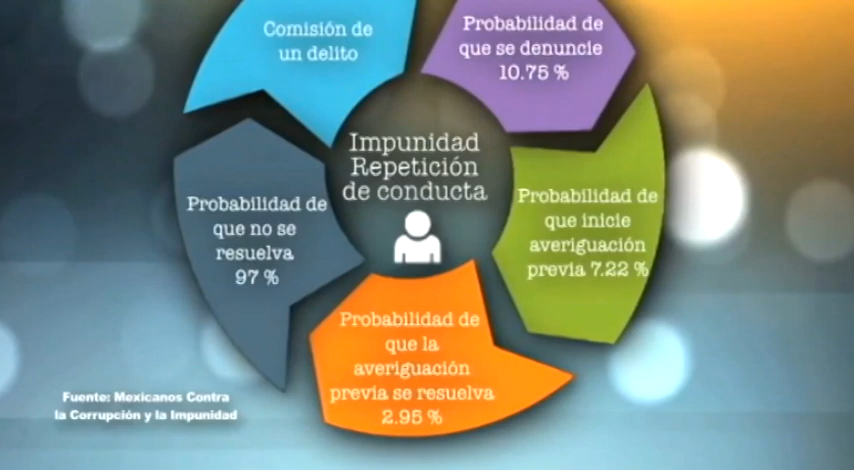 Comisión de
un delito
Probabilidad de
que se denuncie
10.75 %
Probabilidad de
que inicie
averiguación
previa 7.22 %
Probabilidad de
que la
averiguación
previa se resuelva
2.95 %
Probabilidad de
que no se
resuelva
97 %
Impunidad
Repetición
de conducta
Fuente: Mexicanos Contra
la Corrupción y la Impunidad